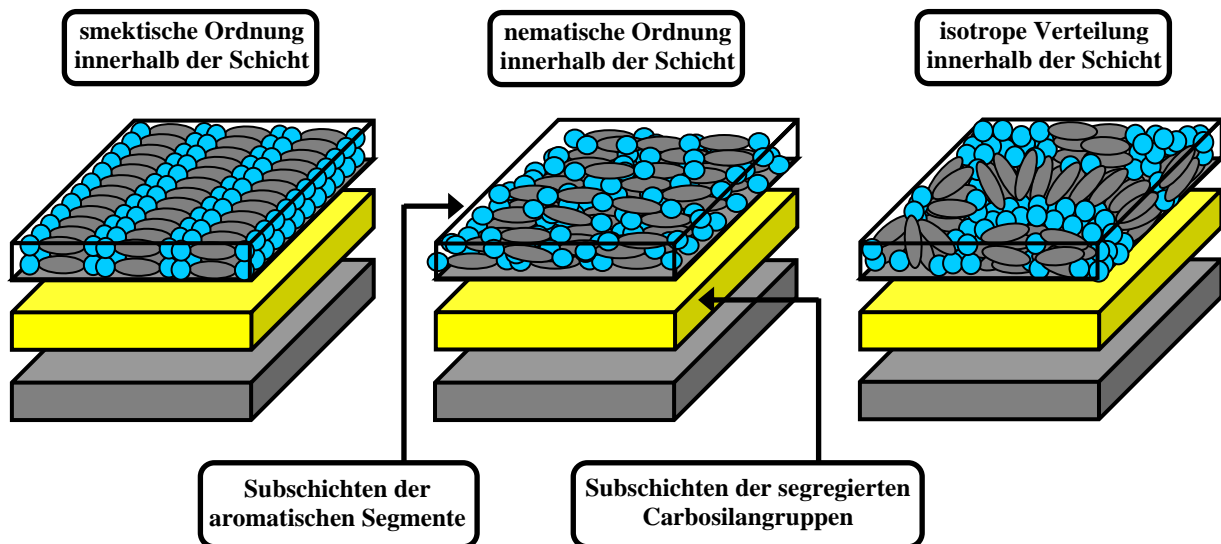 smektische Ordnung
innerhalb der Schicht
nematische Ordnung
innerhalb der Schicht
isotrope Verteilung
innerhalb der Schicht
Subschichten der
aromatischen Segmente
Subschichten der segregierten
Carbosilangruppen